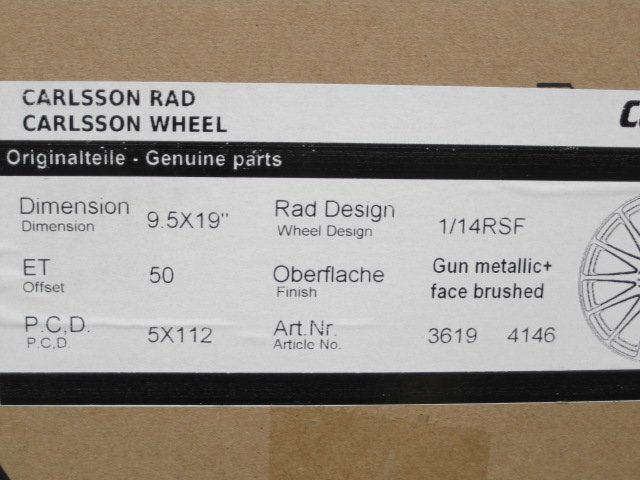 CARLSSON RAD
CARLSSON WHEEL
Originalteile - Genuine parts
Dimension 9.5X19" Rad Design 1/14RSF
Dimension Wheel Design
ET 50 Oberflache Gun metallic+
Offset Finish face brushed
P.C,D. 5X112 Art.Nr. 3619 4146
P.C,D. Article No.